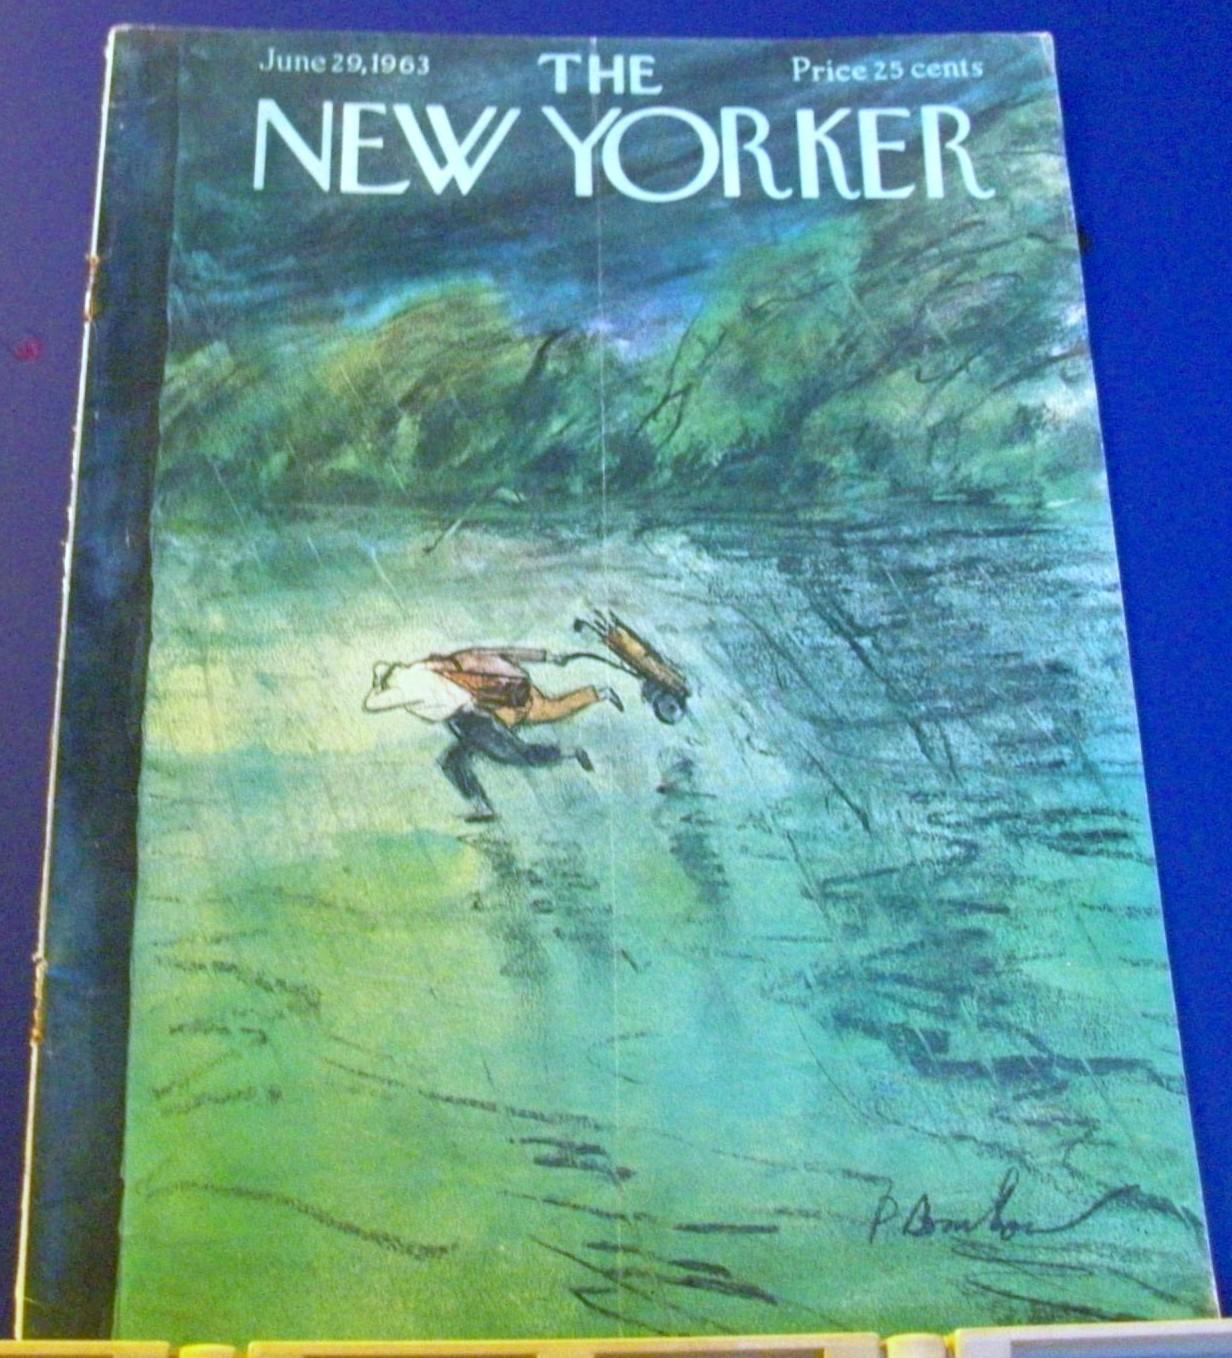 June 29, 1963
THE
Price 25 cents
NEW YORKER